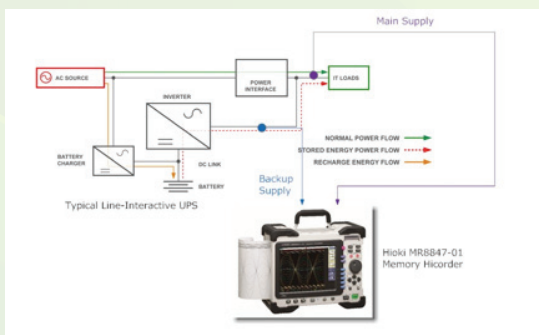 Main Supply
AC SOURCE
POWER
INTERFACE
IT LOADS
INVERTER
NORMAL POWER FLOW
STORED ENERGY POWER FLOW
RECHARGE ENERGY FLOW
BATTERY
CHARGER
DC LINK
BATTERY
Backup
Supply
Typical Line-Interactive UPS
Hioki MR8847-01
Memory Hicorder